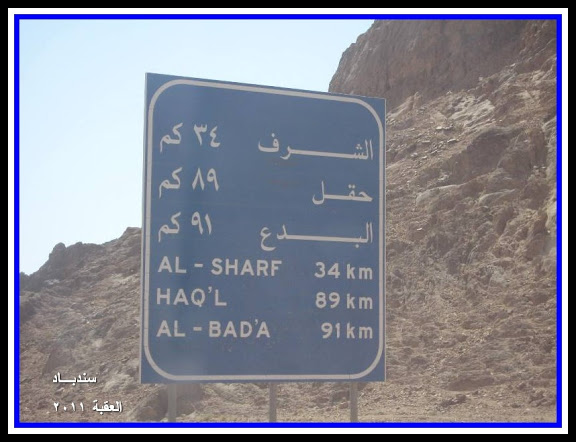 الشرف ٣٤ كم
حقل ٨٩ كم
البدع ٩١ كم
AL - SHARF 34 km
HAQ'L 89 km
AL - BAD'A 91 km
سندباد
العقبة ٢٠١١